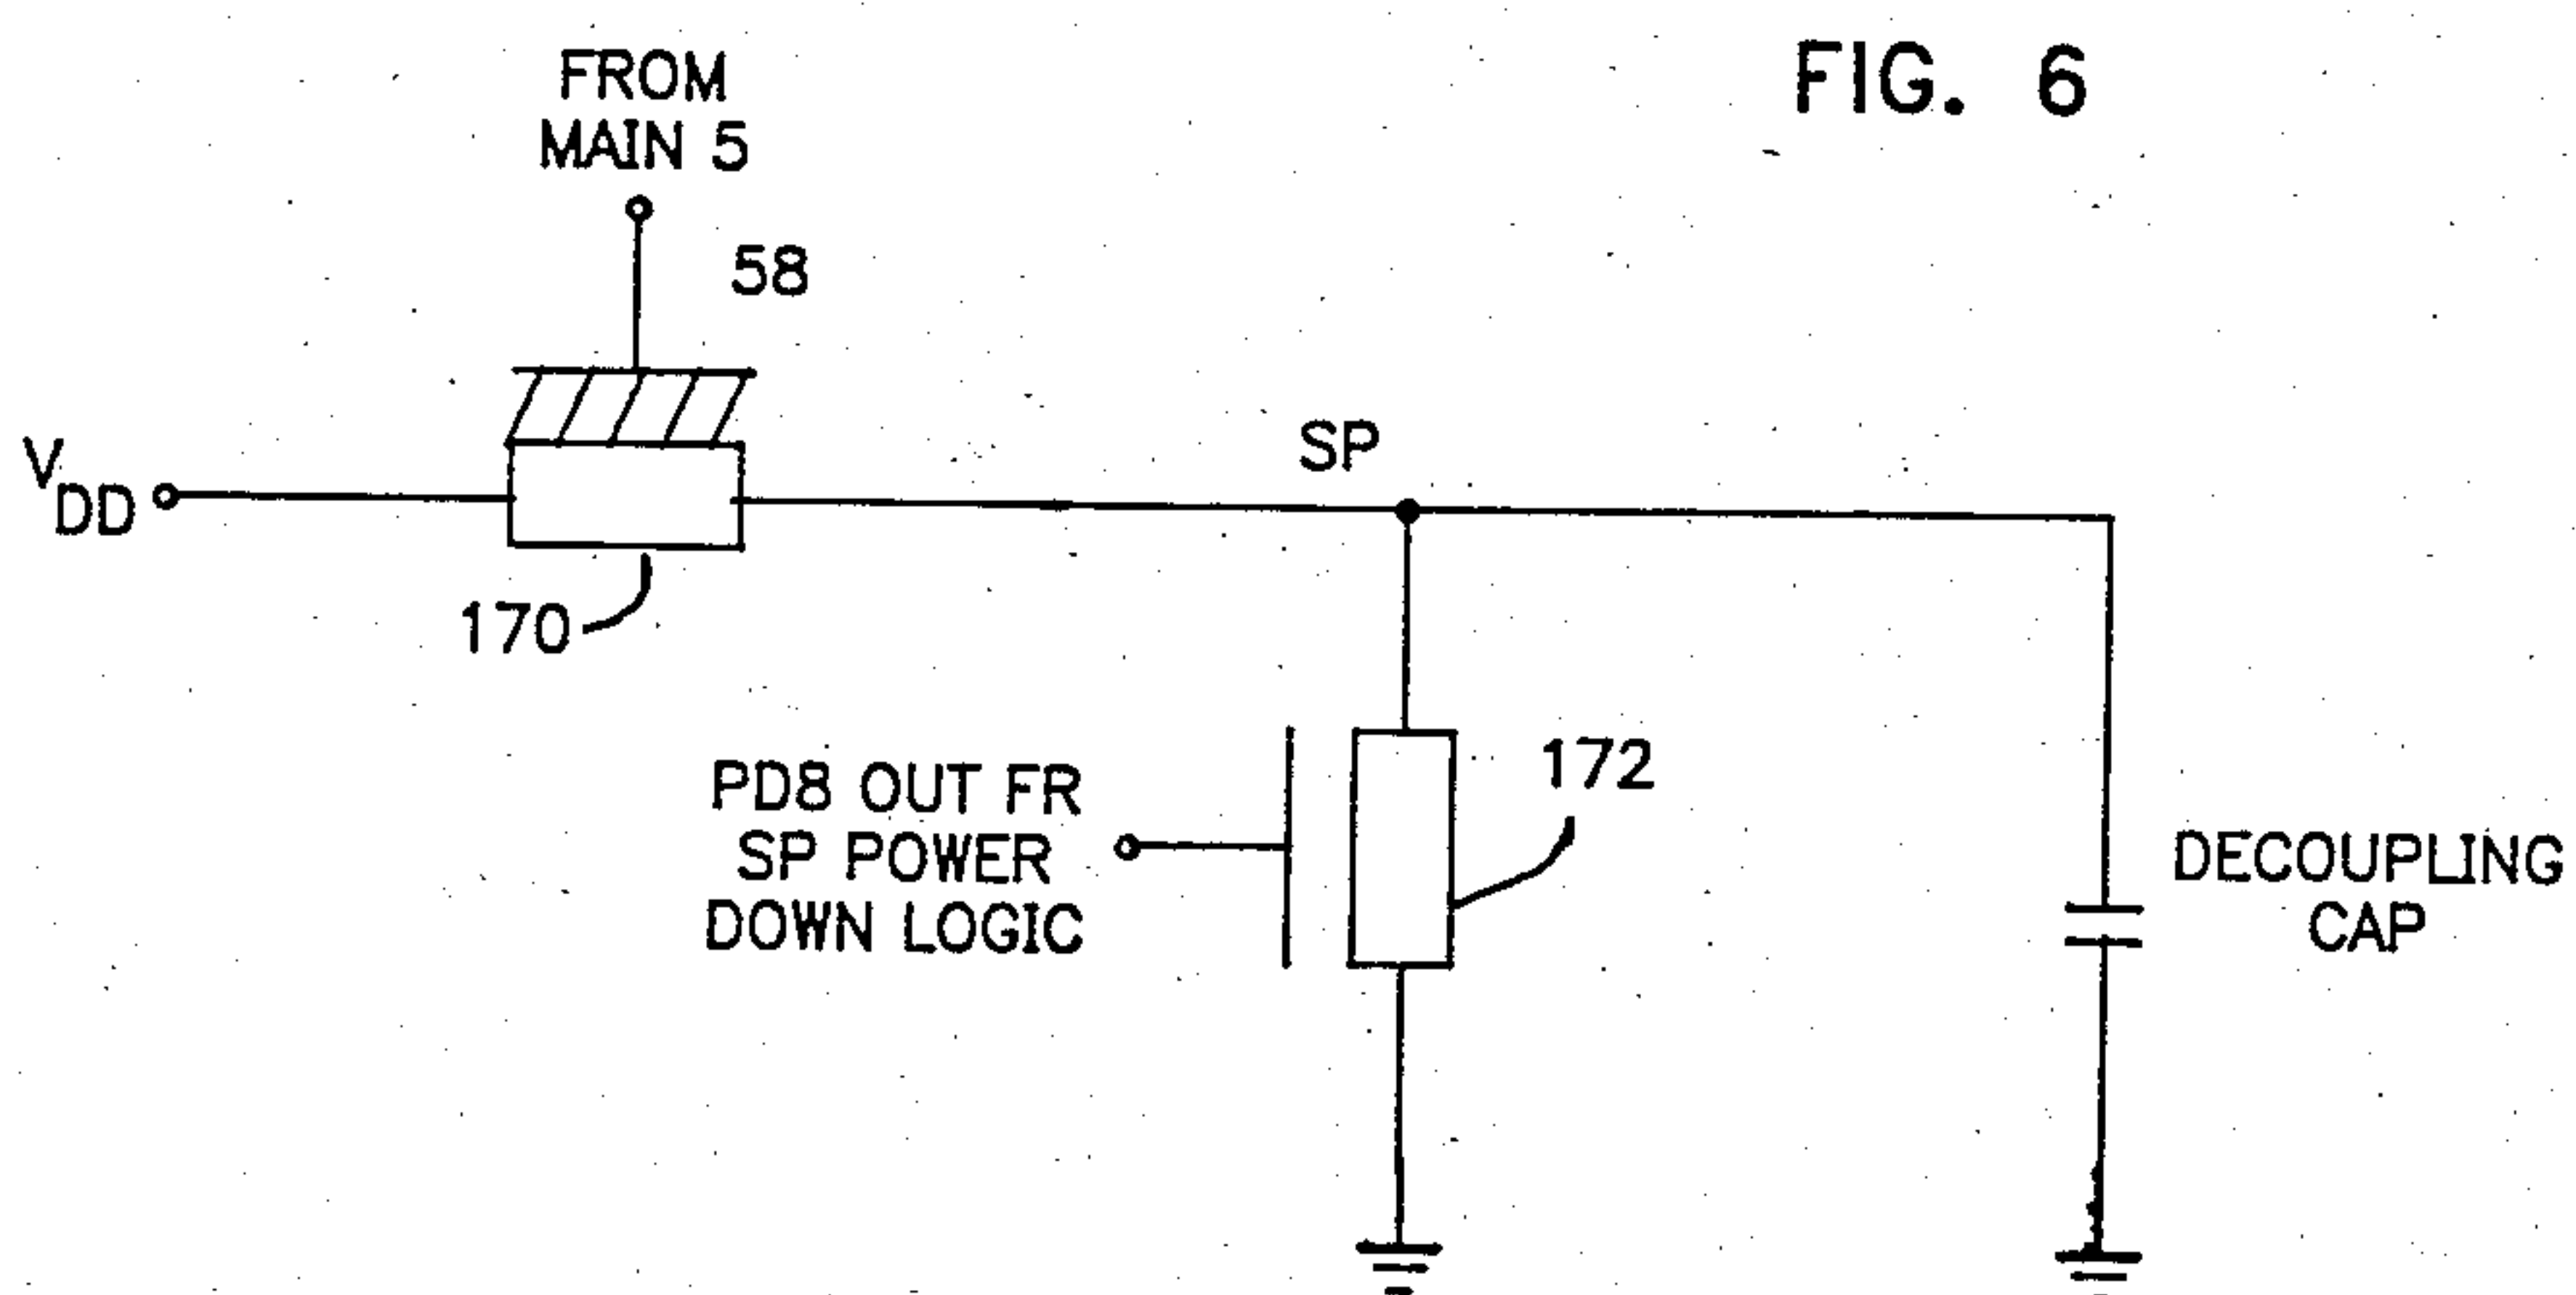 FIG. 6
FROM
MAIN 5
58
VDD
SP
170
PD8 OUT FR
SP POWER
DOWN LOGIC
172
DECOUPLING
CAP